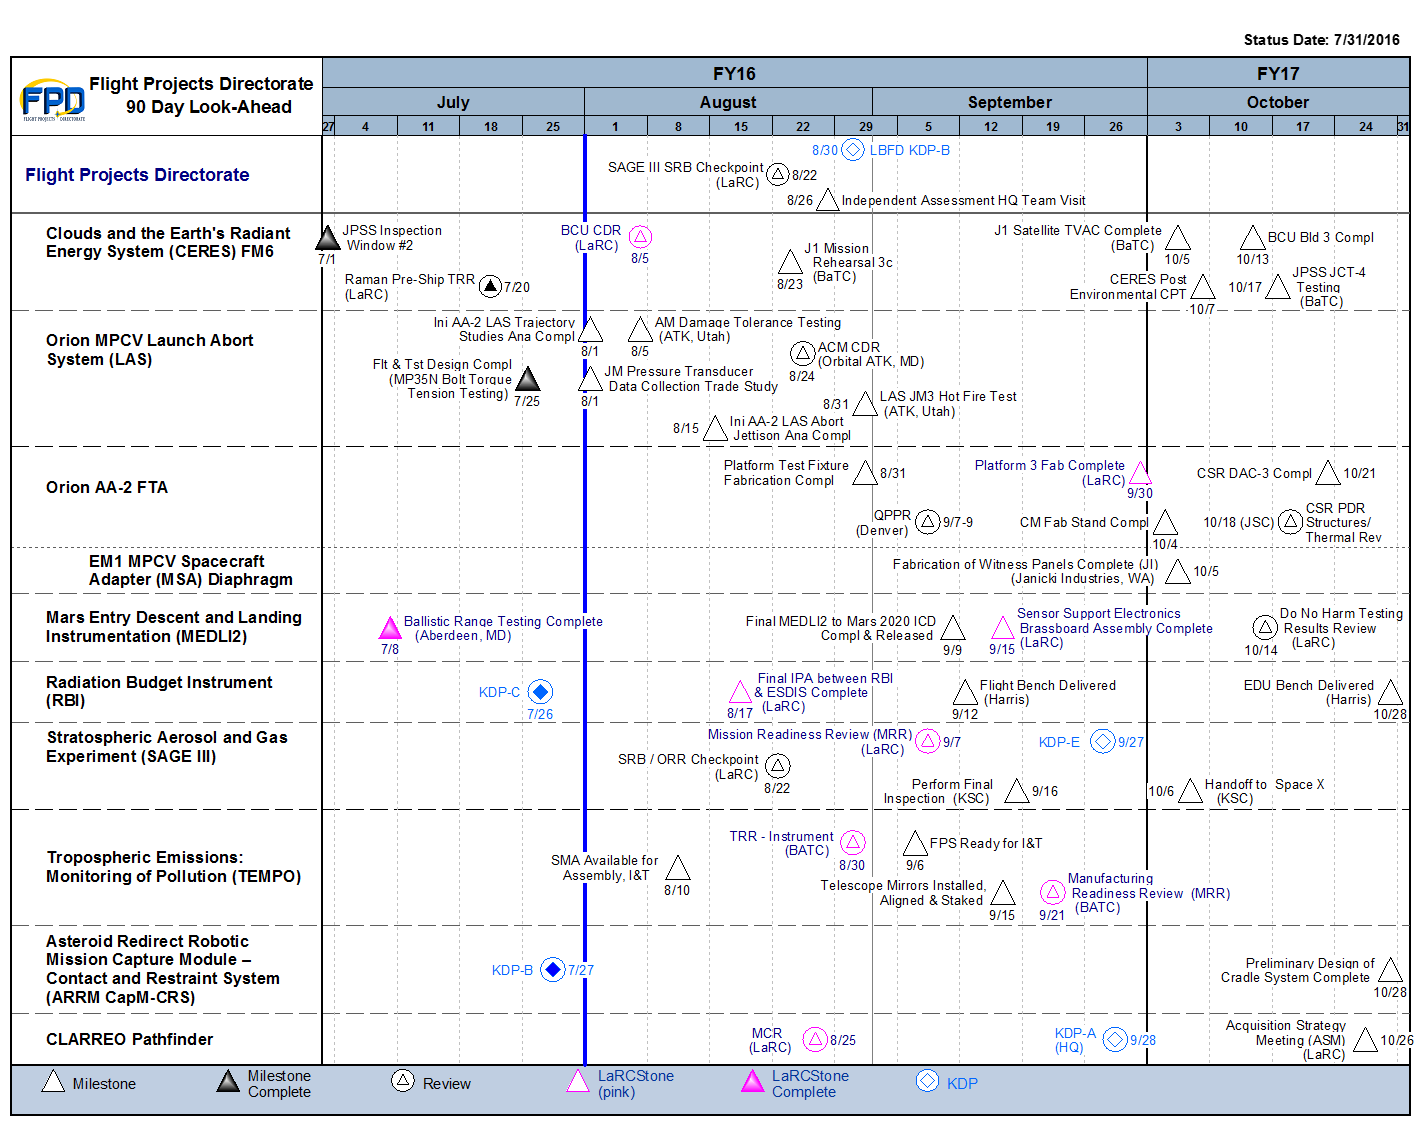 Status Date: 7/31/2016
FPD
FLIGHT PROJECTS DIRECTORATE
Flight Projects Directorate
90 Day Look-Ahead
FY16
FY17
July
August
September
October
27 4 11 18 25 1 8 15 22 29 5 12 19 26 3 10 17 24 31
Flight Projects Directorate
8/30 LBFD KDP-B
SAGE III SRB Checkpoint
(LaRC)
8/22
8/26 Independent Assessment HQ Team Visit
Clouds and the Earth's Radiant
Energy System (CERES) FM6
JPSS Inspection
Window #2
7/1
Raman Pre-Ship TRR
(LaRC)
7/20
BCU CDR
(LaRC)
8/5
J1 Mission
Rehearsal 3c
(BaTC)
8/23
J1 Satellite TVAC Complete
(BaTC)
10/5
BCU Bld 3 Compl
10/13
CERES Post
Environmental CPT
10/7
10/17
JPSS JCT-4
Testing
(BaTC)
Orion MPCV Launch Abort
System (LAS)
Ini AA-2 LAS Trajectory
Studies Ana Compl
8/1
AM Damage Tolerance Testing
(ATK, Utah)
8/5
Flt & Tst Design Compl
(MP35N Bolt Torque
Tension Testing)
7/25
JM Pressure Transducer
Data Collection Trade Study
8/1
ACM CDR
(Orbital ATK, MD)
8/24
8/31
LAS JM3 Hot Fire Test
(ATK, Utah)
8/15
Ini AA-2 LAS Abort
Jettison Ana Compl
Orion AA-2 FTA
Platform Test Fixture
Fabrication Compl
8/31
Platform 3 Fab Complete
(LaRC)
9/30
CSR DAC-3 Compl
10/21
QPPR
(Denver)
9/7-9
CM Fab Stand Compl
10/4
10/18 (JSC)
CSR PDR
Structures/
Thermal Rev
EM1 MPCV Spacecraft
Adapter (MSA) Diaphragm
Fabrication of Witness Panels Complete (JI)
(Janicki Industries, WA)
10/5
Mars Entry Descent and Landing
Instrumentation (MEDLI2)
Ballistic Range Testing Complete
(Aberdeen, MD)
7/8
Final MEDLI2 to Mars 2020 ICD
Compl & Released
9/9
Sensor Support Electronics
Brassboard Assembly Complete
(LaRC)
9/15
Do No Harm Testing
Results Review
(LaRC)
10/14
Radiation Budget Instrument
(RBI)
KDP-C
7/26
Final IPA between RBI
& ESDIS Complete
(LaRC)
8/17
Flight Bench Delivered
(Harris)
9/12
EDU Bench Delivered
(Harris)
10/28
Stratospheric Aerosol and Gas
Experiment (SAGE III)
Mission Readiness Review (MRR)
(LaRC)
9/7
KDP-E
9/27
SRB / ORR Checkpoint
(LaRC)
8/22
Perform Final
Inspection (KSC)
9/16
10/6
Handoff to Space X
(KSC)
Tropospheric Emissions:
Monitoring of Pollution (TEMPO)
TRR - Instrument
(BATC)
8/30
FPS Ready for I&T
9/6
SMA Available for
Assembly, I&T
8/10
Telescope Mirrors Installed,
Aligned & Staked
9/15
Manufacturing
Readiness Review (MRR)
(BATC)
9/21
Asteroid Redirect Robotic
Mission Capture Module –
Contact and Restraint System
(ARRM CapM-CRS)
KDP-B
7/27
Preliminary Design of
Cradle System Complete
10/28
CLARREO Pathfinder
MCR
(LaRC)
8/25
KDP-A
(HQ)
9/28
Acquisition Strategy
Meeting (ASM)
(LaRC)
10/26
Milestone
Milestone
Complete
Review
LaRCStone
(pink)
LaRCStone
Complete
KDP